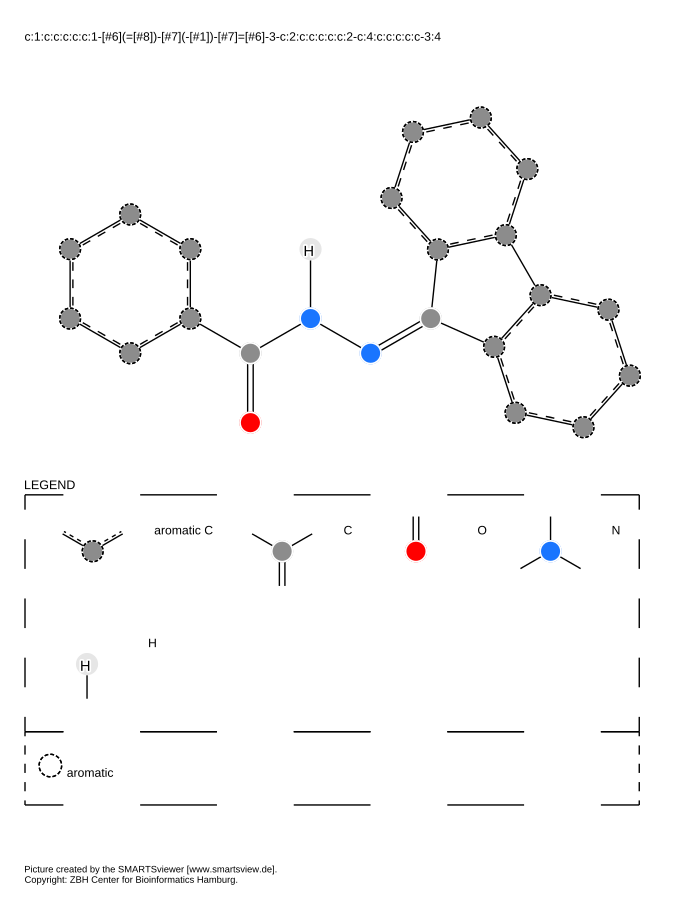 c:1:c:c:c:c:c:1-[#6](=[#8])-[#7](-[#1])-[#7]=[#6]-3-c:2:c:c:c:c:c:2-c:4:c:c:c:c:c-3:4
H
LEGEND
aromatic C
C
O
N
H
H
aromatic
Picture created by the SMARTSviewer [www.smartsview.de].
Copyright: ZBH Center for Bioinformatics Hamburg.